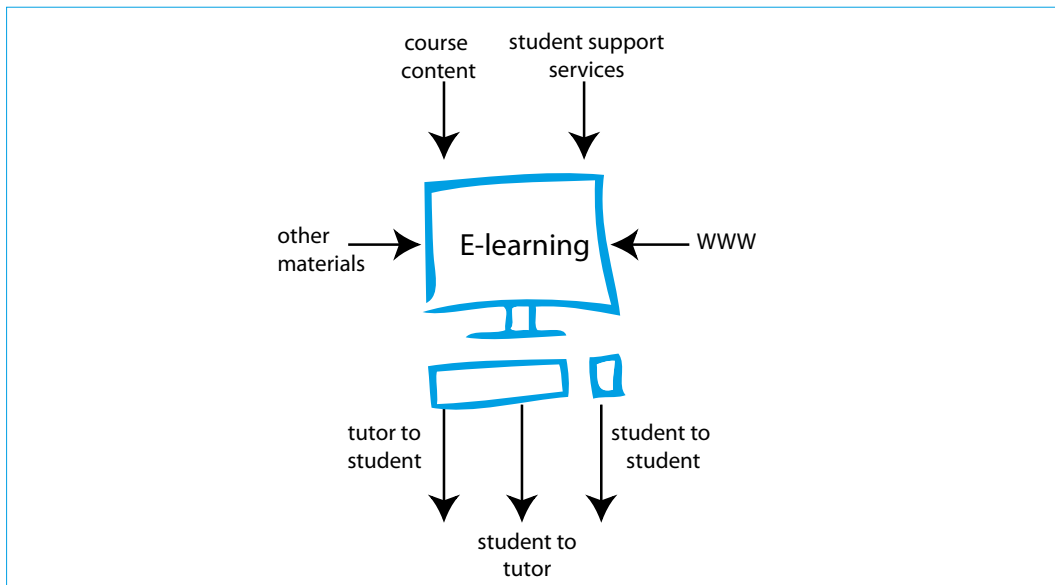 course
content
student support
services
other
materials
E-learning
WWW
tutor to
student
student to
student
student to
tutor